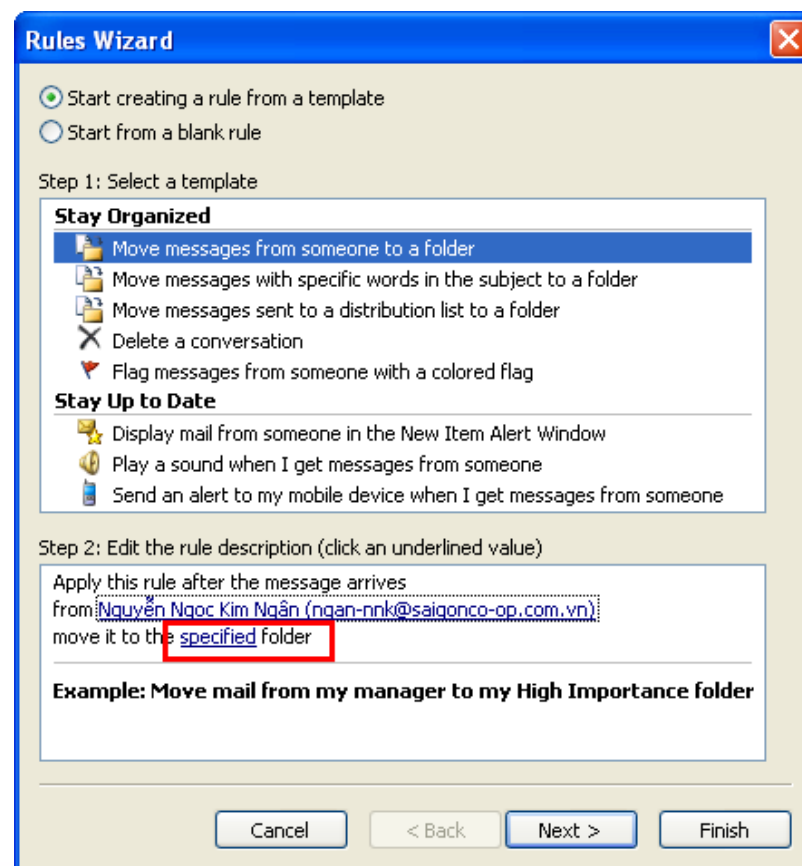 Rules Wizard
Start creating a rule from a template
Start from a blank rule
Step 1: Select a template
Stay Organized
Move messages from someone to a folder
Move messages with specific words in the subject to a folder
Move messages sent to a distribution list to a folder
Delete a conversation
Flag messages from someone with a colored flag
Stay Up to Date
Display mail from someone in the New Item Alert Window
Play a sound when I get messages from someone
Send an alert to my mobile device when I get messages from someone
Step 2: Edit the rule description (click an underlined value)
Apply this rule after the message arrives
from Nguyễn Ngọc Kim Ngân (ngan-nnk@saigonco-op.com.vn)
move it to the specified folder
Example: Move mail from my manager to my High Importance folder
Cancel < Back Next > Finish